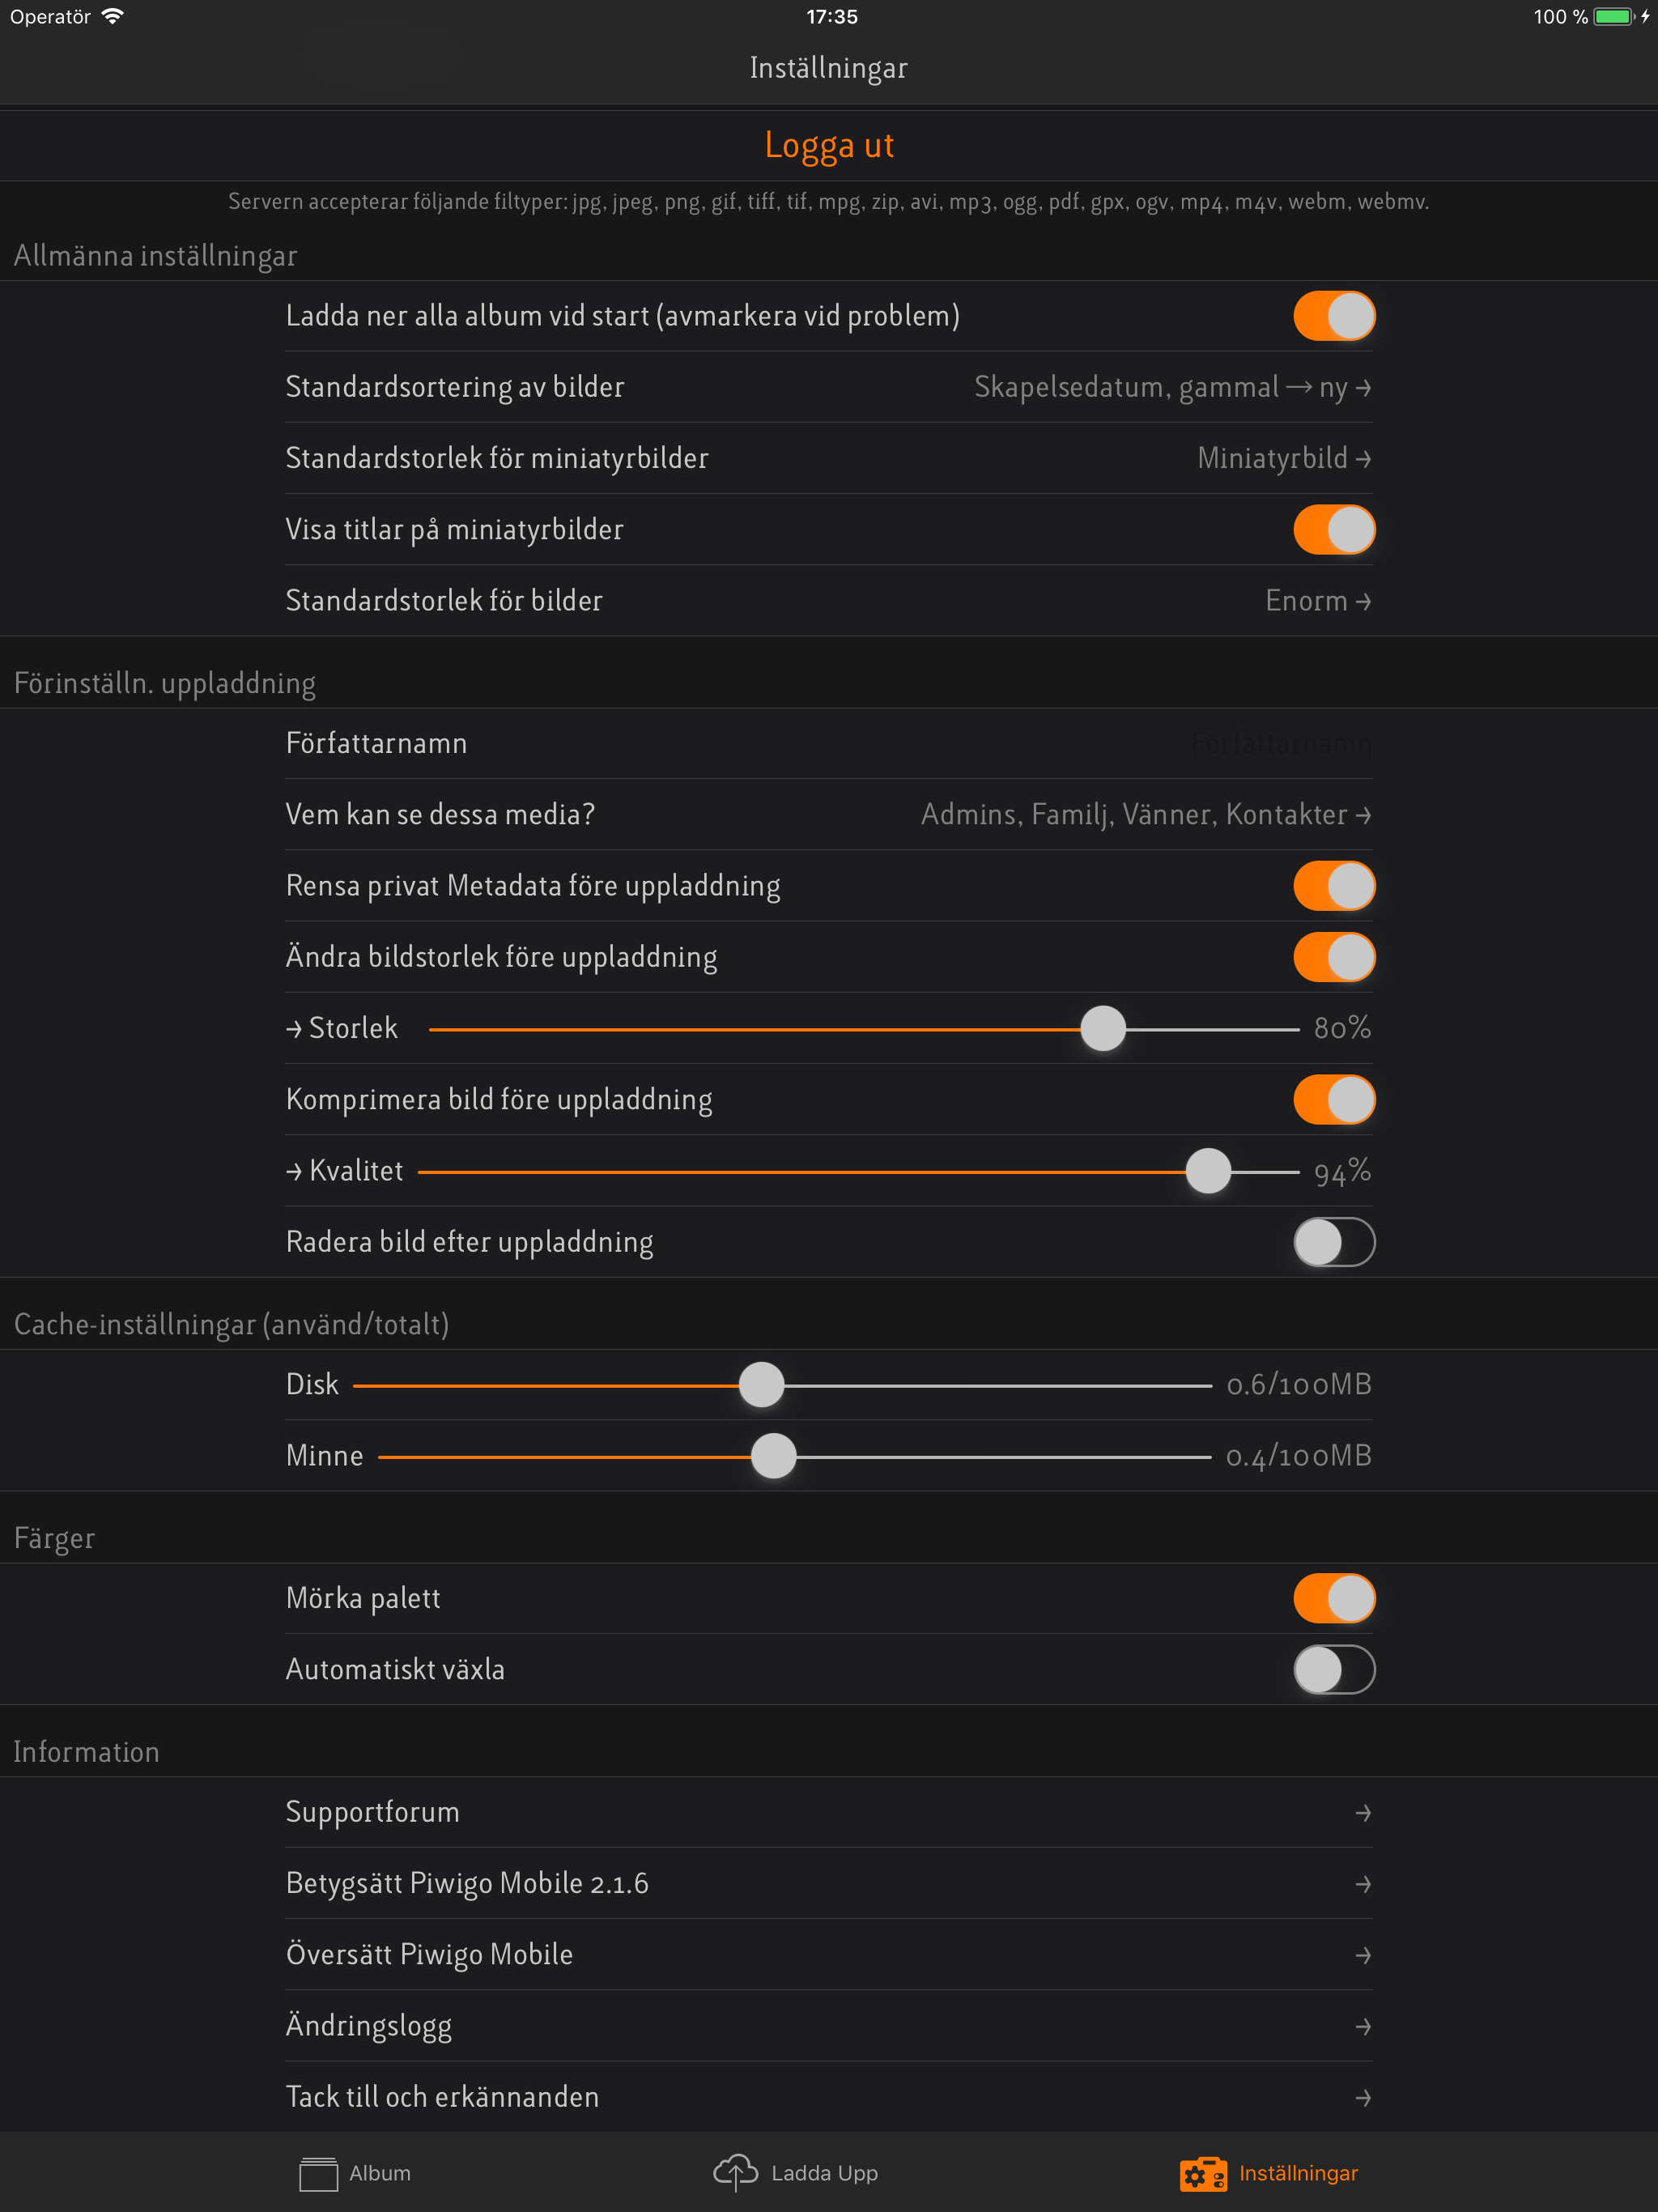 Operatör 17:35 100 %
Inställningar
Logga ut
Servern accepterar följande filtyper: jpg, jpeg, png, gif, tiff, tif, mpg, zip, avi, mp3, ogg, pdf, gpx, ogv, mp4, m4v, webm, webmv.
Allmänna inställningar
Ladda ner alla album vid start (avmarkera vid problem)
Standardsortering av bilder Skapelsedatum, gammal → ny →
Standardstorlek för miniatyrbilder Miniatyrbild →
Visa titlar på miniatyrbilder
Standardstorlek för bilder Enorm →
Förinställn. uppladdning
Författarnamn Författarnamn
Vem kan se dessa media? Admins, Familj, Vänner, Kontakter →
Rensa privat Metadata före uppladdning
Ändra bildstorlek före uppladdning
→ Storlek 80%
Komprimera bild före uppladdning
→ Kvalitet 94%
Radera bild efter uppladdning
Cache-inställningar (använd/totalt)
Disk 0.6/100MB
Minne 0.4/100MB
Färger
Mörka palett
Automatiskt växla
Information
Supportforum →
Betygsätt Piwigo Mobile 2.1.6 →
Översätt Piwigo Mobile →
Ändringslogg →
Tack till och erkännanden →
Album Ladda Upp Inställningar